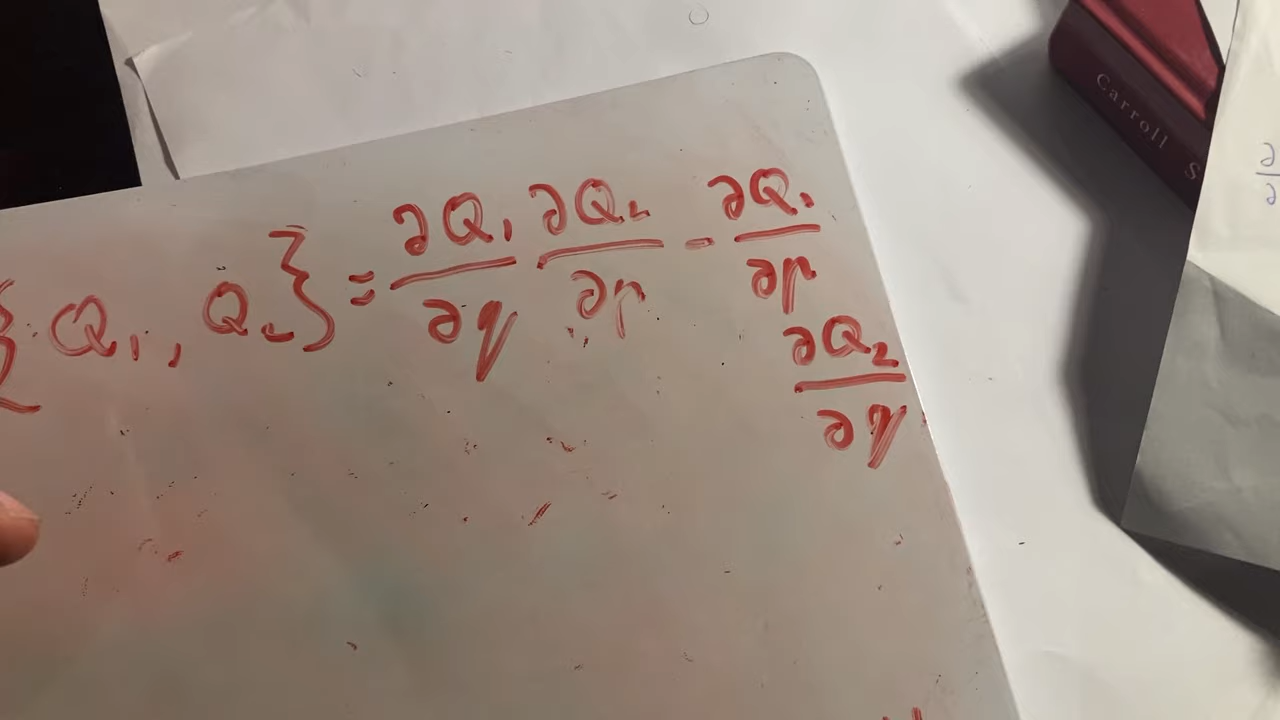 {Q₁, Q₂} = ∂Q₁/∂q ∂Q₂/∂p - ∂Q₁/∂p
∂Q₂/∂q
Carroll S
∂/∂